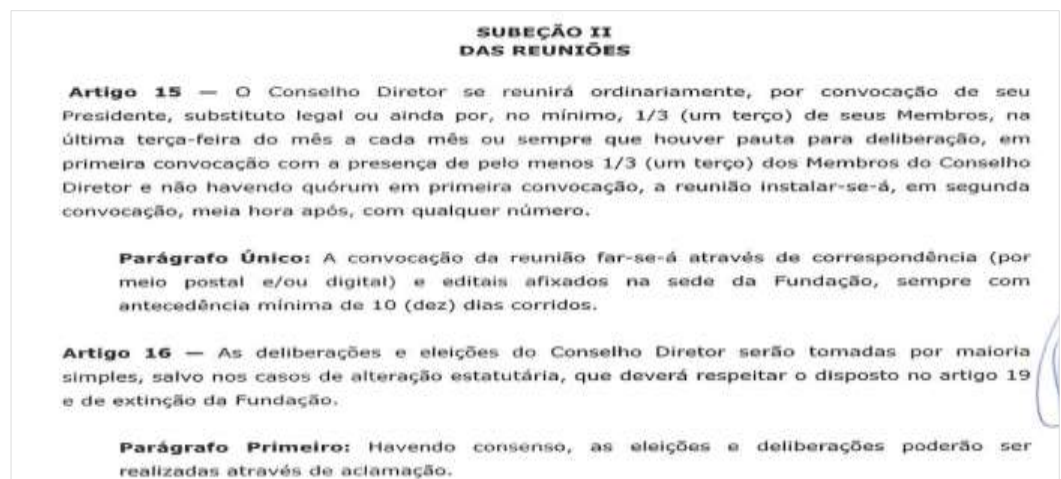 SUBEÇÃO II
DAS REUNIÕES
Artigo 15 — O Conselho Diretor se reunirá ordinariamente, por convocação de seu
Presidente, substituto legal ou ainda por, no mínimo, 1/3 (um terço) de seus Membros, na
última terça-feira do mês a cada mês ou sempre que houver pauta para deliberação, em
primeira convocação com a presença de pelo menos 1/3 (um terço) dos Membros do Conselho
Diretor e não havendo quórum em primeira convocação, a reunião instalar-se-á, em segunda
convocação, meia hora após, com qualquer número.
Parágrafo Único: A convocação da reunião far-se-á através de correspondência (por
meio postal e/ou digital) e editais afixados na sede da Fundação, sempre com
antecedência mínima de 10 (dez) dias corridos.
Artigo 16 — As deliberações e eleições do Conselho Diretor serão tomadas por maioria
simples, salvo nos casos de alteração estatutária, que deverá respeitar o disposto no artigo 19
e de extinção da Fundação.
Parágrafo Primeiro: Havendo consenso, as eleições e deliberações poderão ser
realizadas através de aclamação.